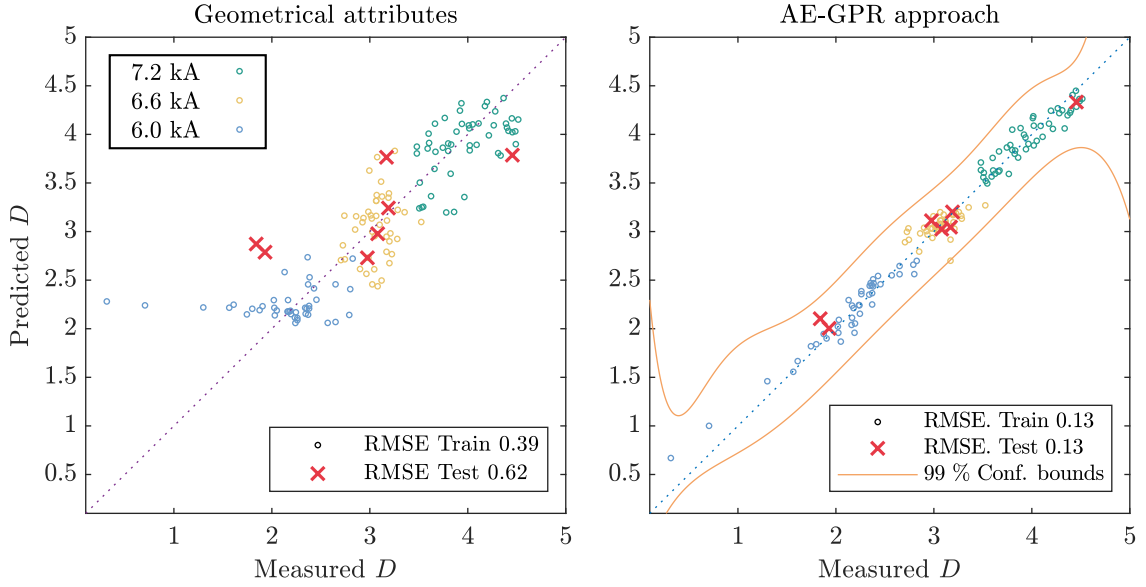 Geometrical attributes
5
4.5
4
3.5
3
2.5
2
1.5
1
0.5
Predicted D
7.2 kA
6.6 kA
6.0 kA
RMSE Train 0.39
RMSE Test 0.62
1 2 3 4 5
Measured D
AE-GPR approach
5
4.5
4
3.5
3
2.5
2
1.5
1
0.5
RMSE. Train 0.13
RMSE. Test 0.13
99 % Conf. bounds
1 2 3 4 5
Measured D